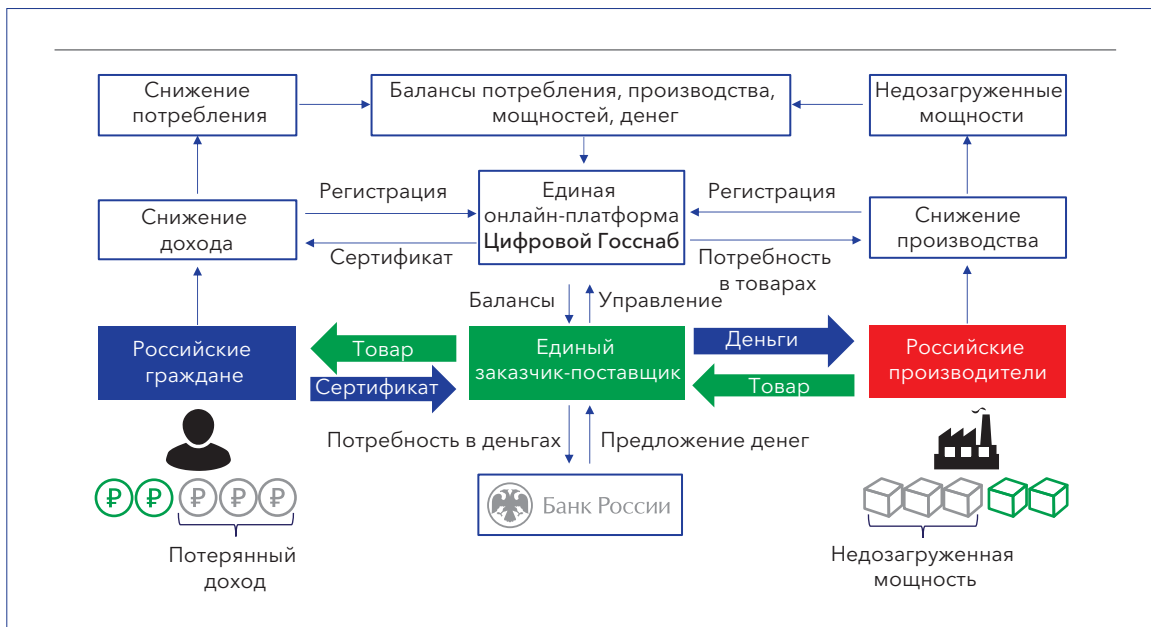 Снижение
потребления
Балансы потребления, производства,
мощностей, денег
Недозагруженные
мощности
Регистрация
Регистрация
Снижение
дохода
Единая
онлайн-платформа
Цифровой Госснаб
Снижение
производства
Сертификат
Потребность
в товарах
Балансы
Управление
Российские
граждане
Товар
Сертификат
Единый
заказчик-поставщик
Деньги
Товар
Российские
производители
Потребность в деньгах
Предложение денег
₽ ₽ ₽ ₽ ₽
Банк России
Потерянный
доход
Недозагруженная
мощность